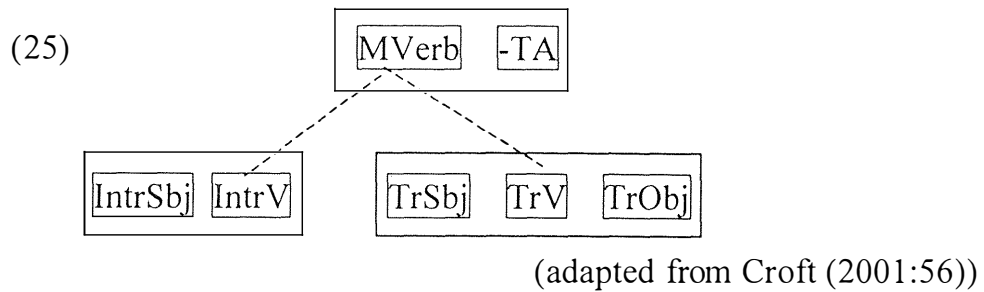 (25) MVerb -TA
IntrSbj IntrV TrSbj TrV TrObj
(adapted from Croft (2001:56))